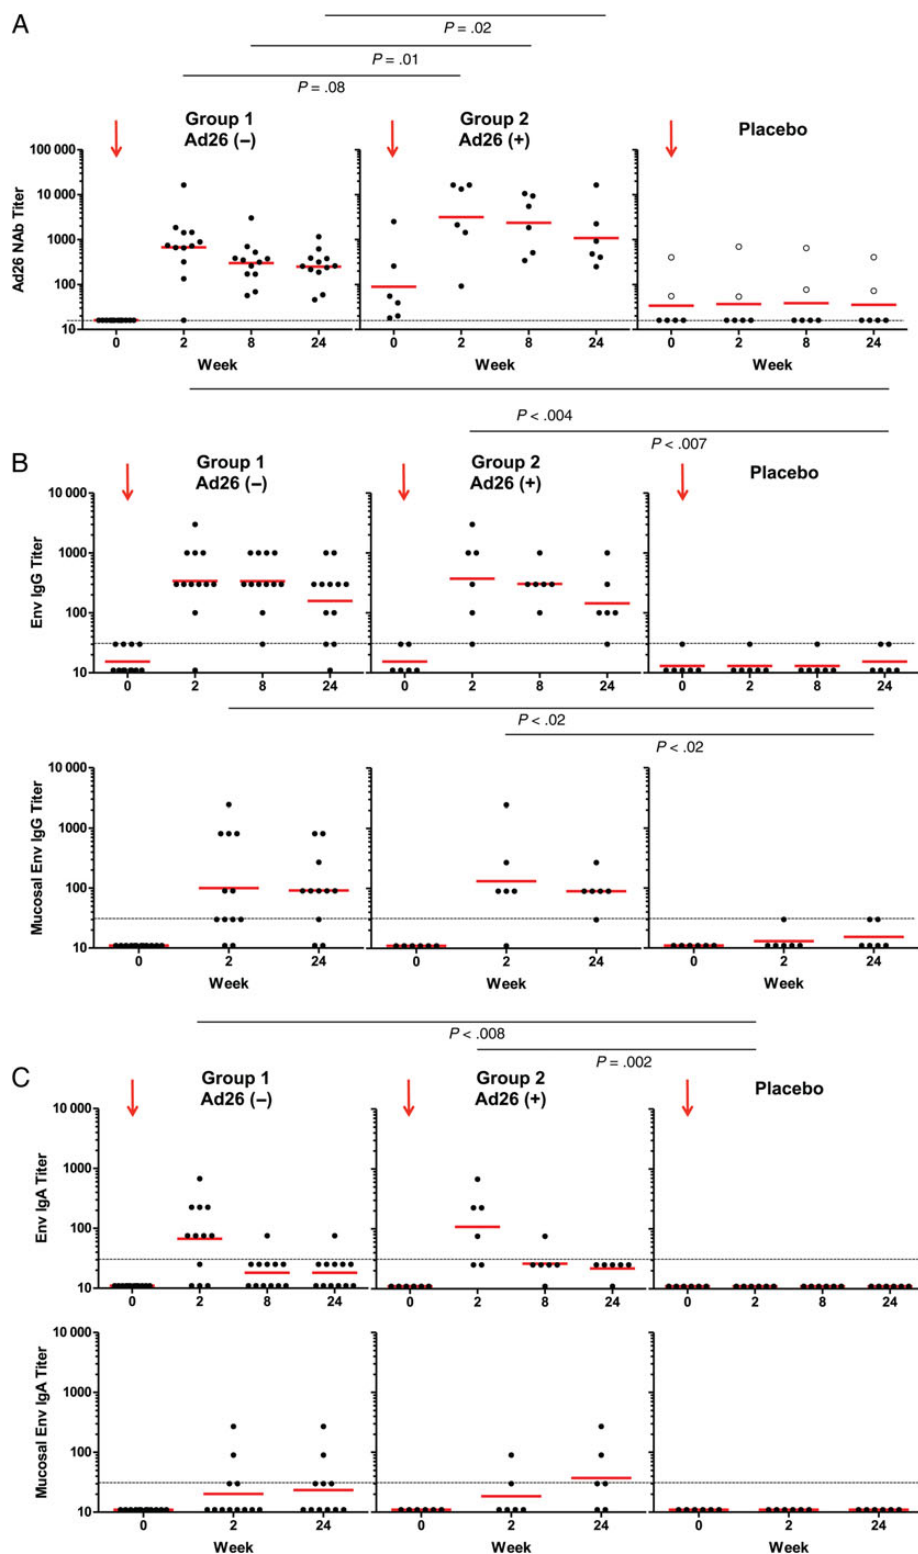 A
P = .02
P = .01
P = .08
Group 1
Ad26 (–)
Group 2
Ad26 (+)
Placebo
Ad26 NAb Titer
100 000
10 000
1000
100
10
0 2 8 24
0 2 8 24
0 2 8 24
Week
Week
Week
P < .004
P < .007
B
Group 1
Ad26 (–)
Group 2
Ad26 (+)
Placebo
Env IgG Titer
10 000
1000
100
10
0 2 8 24
0 2 8 24
0 2 8 24
P < .02
P < .02
Mucosal Env IgG Titer
10 000
1000
100
10
0 2 24
0 2 24
0 2 24
Week
Week
Week
P < .008
P = .002
C
Group 1
Ad26 (–)
Group 2
Ad26 (+)
Placebo
Env IgA Titer
10 000
1000
100
10
0 2 8 24
0 2 8 24
0 2 8 24
Mucosal Env IgA Titer
10 000
1000
100
10
0 2 24
0 2 24
0 2 24
Week
Week
Week